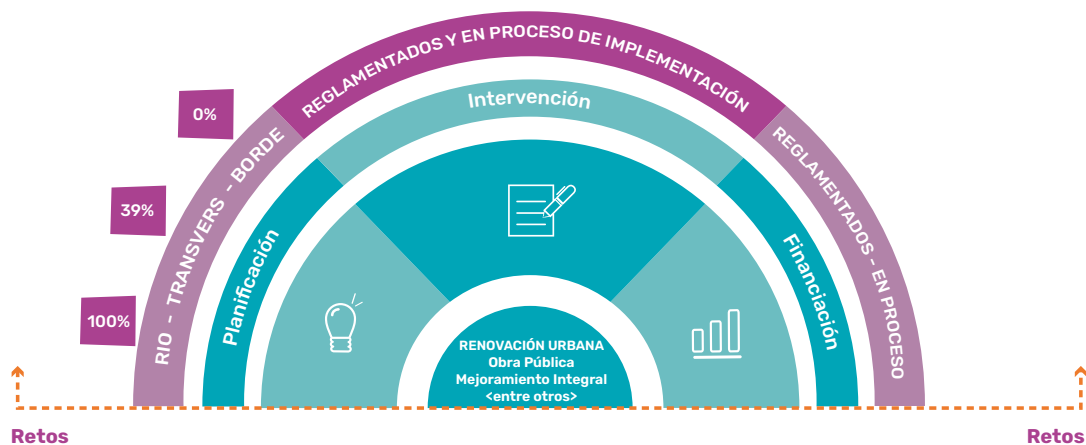 REGLAMENTADOS Y EN PROCESO DE IMPLEMENTACIÓN
Intervención
0%
39%
100%
RIO - TRANSVERS - BORDE
Planificación
Financiación
REGLAMENTADOS - EN PROCESO
RENOVACIÓN URBANA
Obra Pública
Mejoramiento Integral
<entre otros>
Retos
Retos